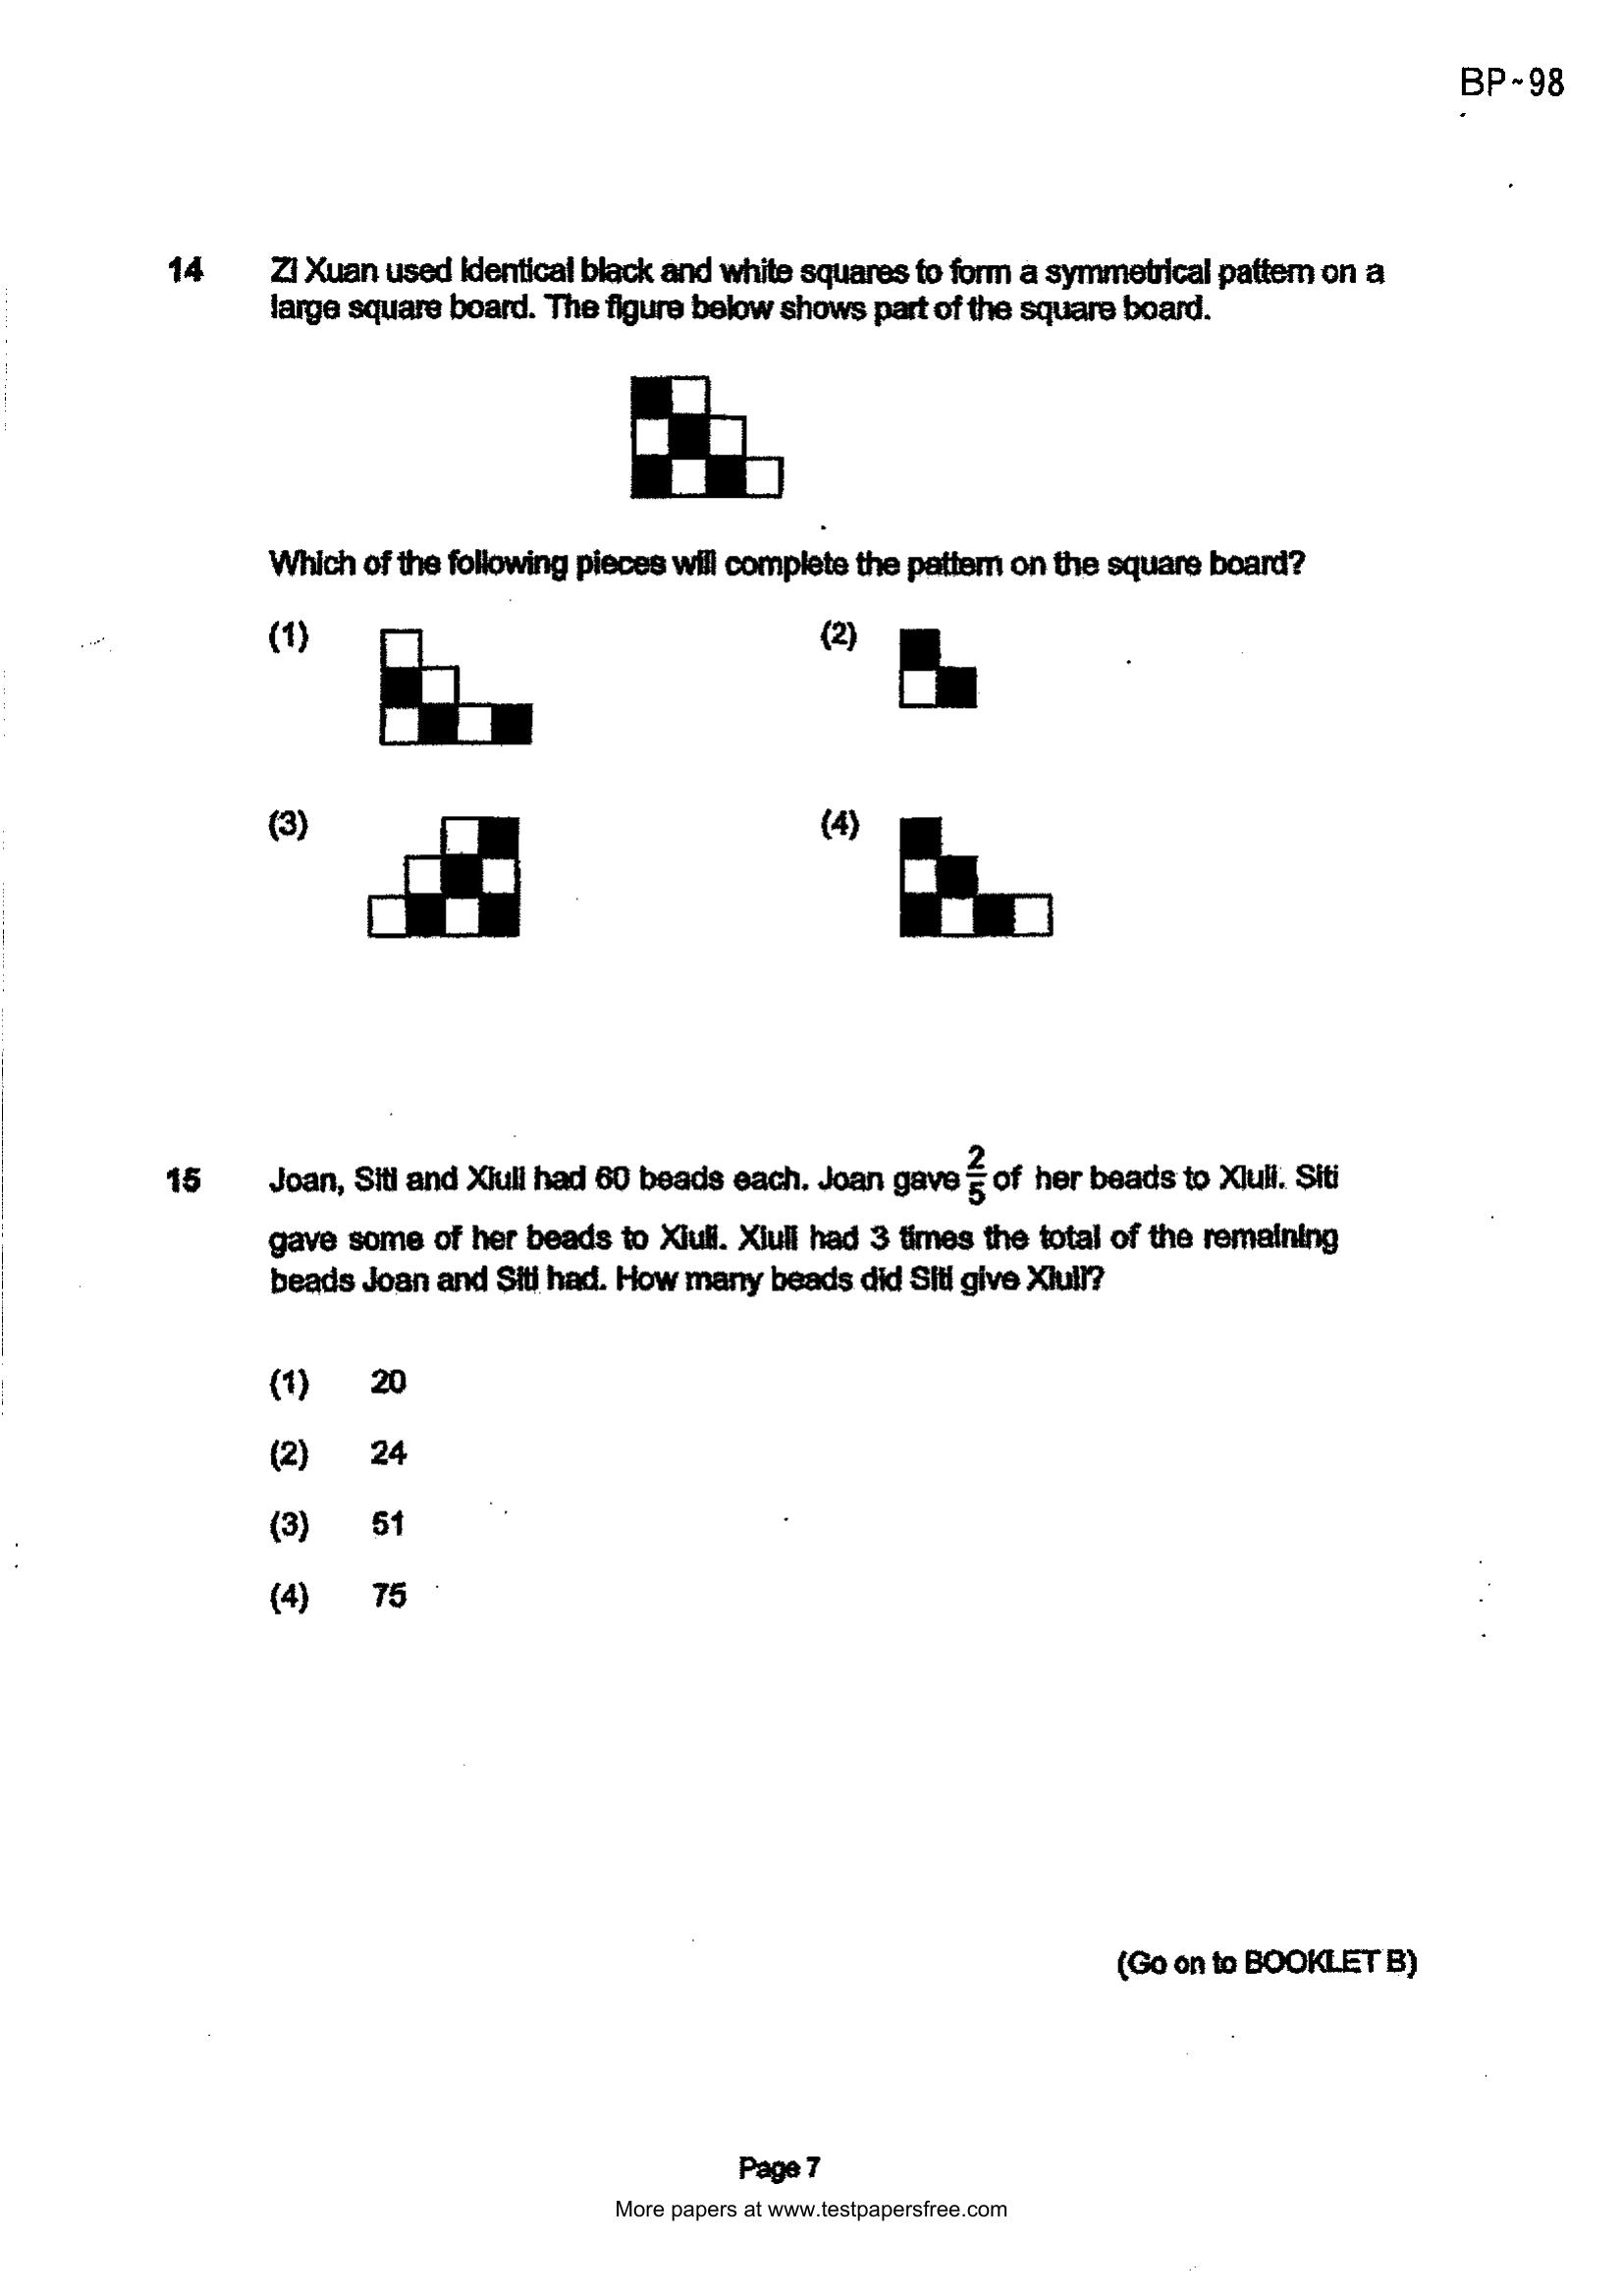 BP~98
14 Zi Xuan used identical black and white squares to form a symmetrical pattern on a
large square board. The figure below shows part of the square board.
Which of the following pieces will complete the pattern on the square board?
(1) (2)
(3) (4)
15 Joan, Siti and Xiuli had 60 beads each. Joan gave 2/5 of her beads to Xiuli. Siti
gave some of her beads to Xiuli. Xiuli had 3 times the total of the remaining
beads Joan and Siti had. How many beads did Siti give Xiuli?
(1) 20
(2) 24
(3) 51
(4) 75
(Go on to BOOKLET B)
Page 7
More papers at www.testpapersfree.com